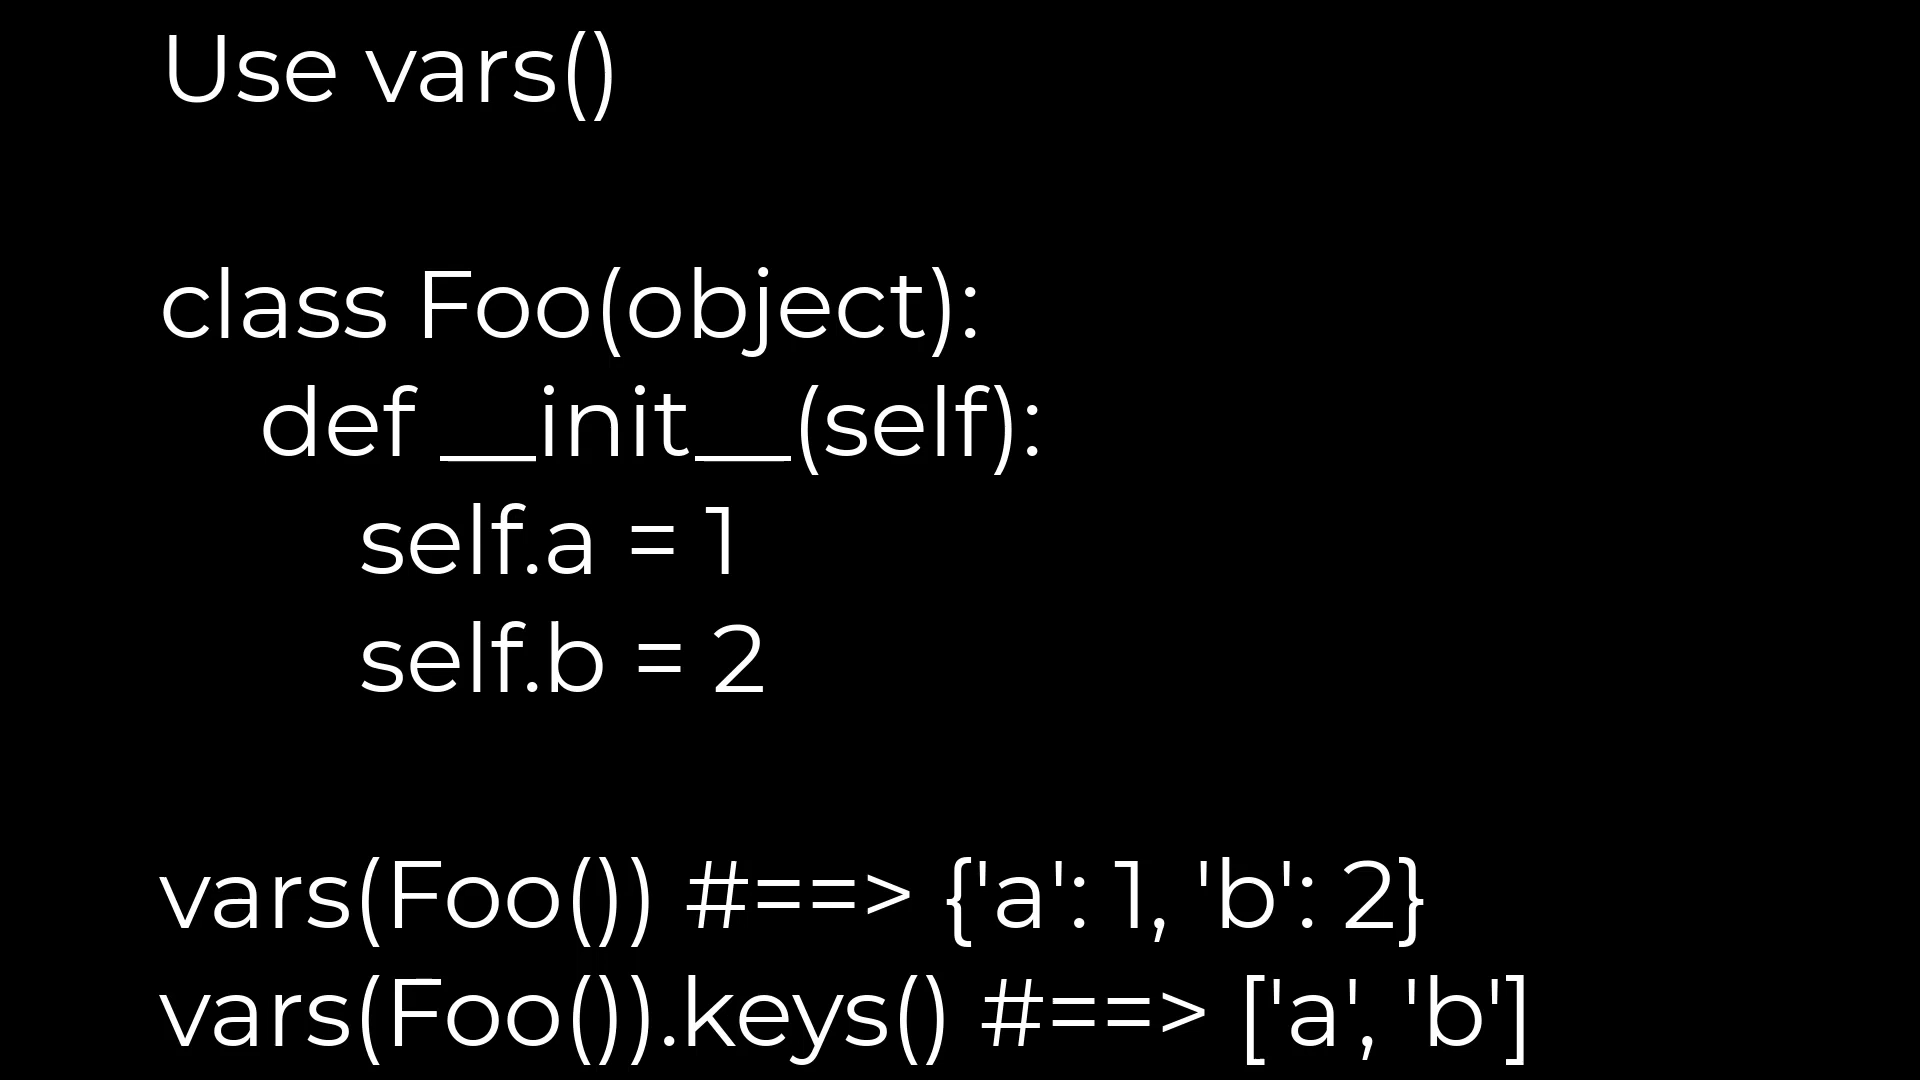 Use vars()
class Foo(object):
def __init__(self):
self.a = 1
self.b = 2
vars(Foo()) #==> {'a': 1, 'b': 2}
vars(Foo()).keys() #==> ['a', 'b']